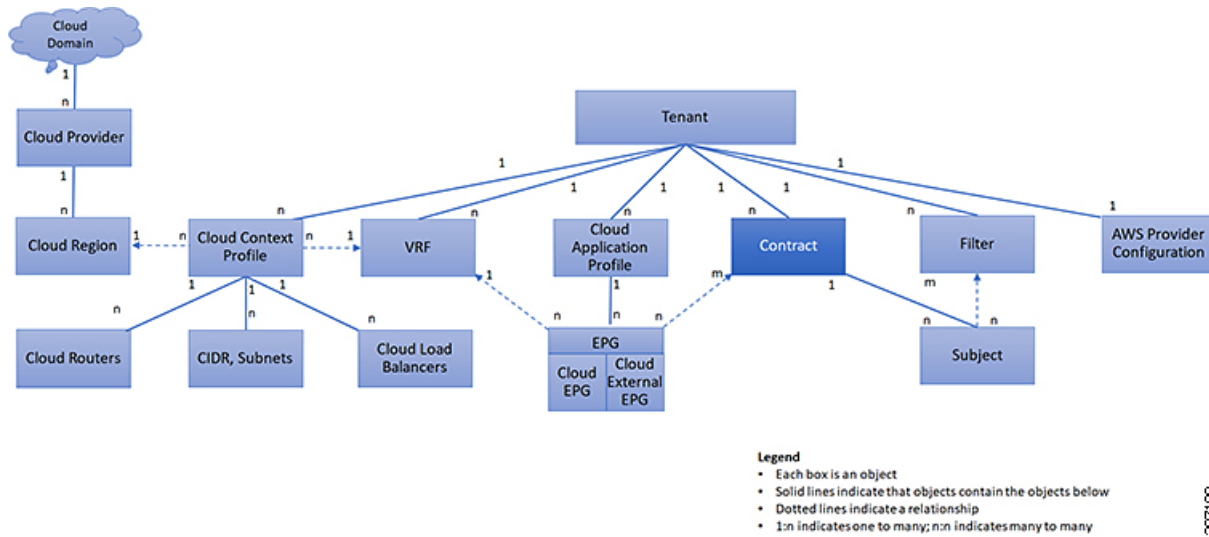 Cloud
Domain
1
n
Cloud Provider
1
n
Cloud Region
Tenant
1
1
1
1
1
1
1
n
n
n
n
n
1
Cloud Context
Profile
VRF
Cloud
Application
Profile
Contract
Filter
AWS Provider
Configuration
1
n
n
1
1
1
1
n
n
n
Cloud Routers
CIDR, Subnets
Cloud Load
Balancers
1
n
1
n
n
m
EPG
Cloud
EPG
Cloud
External
EPG
1
n
m
n
Subject
Legend
• Each box is an object
• Solid lines indicate that objects contain the objects below
• Dotted lines indicate a relationship
• 1:n indicates one to many; n:n indicates many to many